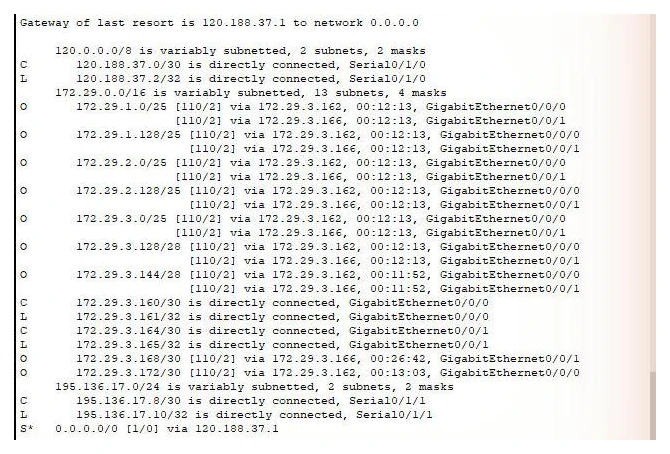 Gateway of last resort is 120.188.37.1 to network 0.0.0.0
120.0.0.0/8 is variably subnetted, 2 subnets, 2 masks
C 120.188.37.0/30 is directly connected, Serial0/1/0
L 120.188.37.2/32 is directly connected, Serial0/1/0
172.29.0.0/16 is variably subnetted, 13 subnets, 4 masks
O 172.29.1.0/25 [110/2] via 172.29.3.162, 00:12:13, GigabitEthernet0/0/0
[110/2] via 172.29.3.166, 00:12:13, GigabitEthernet0/0/1
O 172.29.1.128/25 [110/2] via 172.29.3.162, 00:12:13, GigabitEthernet0/0/0
[110/2] via 172.29.3.166, 00:12:13, GigabitEthernet0/0/1
O 172.29.2.0/25 [110/2] via 172.29.3.162, 00:12:13, GigabitEthernet0/0/0
[110/2] via 172.29.3.166, 00:12:13, GigabitEthernet0/0/1
O 172.29.2.128/25 [110/2] via 172.29.3.162, 00:12:13, GigabitEthernet0/0/0
[110/2] via 172.29.3.166, 00:12:13, GigabitEthernet0/0/1
O 172.29.3.0/25 [110/2] via 172.29.3.162, 00:12:13, GigabitEthernet0/0/0
[110/2] via 172.29.3.166, 00:12:13, GigabitEthernet0/0/1
O 172.29.3.128/28 [110/2] via 172.29.3.162, 00:12:13, GigabitEthernet0/0/0
[110/2] via 172.29.3.166, 00:12:13, GigabitEthernet0/0/1
O 172.29.3.144/28 [110/2] via 172.29.3.162, 00:11:52, GigabitEthernet0/0/0
[110/2] via 172.29.3.166, 00:11:52, GigabitEthernet0/0/1
C 172.29.3.160/30 is directly connected, GigabitEthernet0/0/0
L 172.29.3.161/32 is directly connected, GigabitEthernet0/0/0
C 172.29.3.164/30 is directly connected, GigabitEthernet0/0/1
L 172.29.3.165/32 is directly connected, GigabitEthernet0/0/1
O 172.29.3.168/30 [110/2] via 172.29.3.166, 00:26:42, GigabitEthernet0/0/1
O 172.29.3.172/30 [110/2] via 172.29.3.162, 00:13:03, GigabitEthernet0/0/0
195.136.17.0/24 is variably subnetted, 2 subnets, 2 masks
C 195.136.17.8/30 is directly connected, Serial0/1/1
L 195.136.17.10/32 is directly connected, Serial0/1/1
S* 0.0.0.0/0 [1/0] via 120.188.37.1